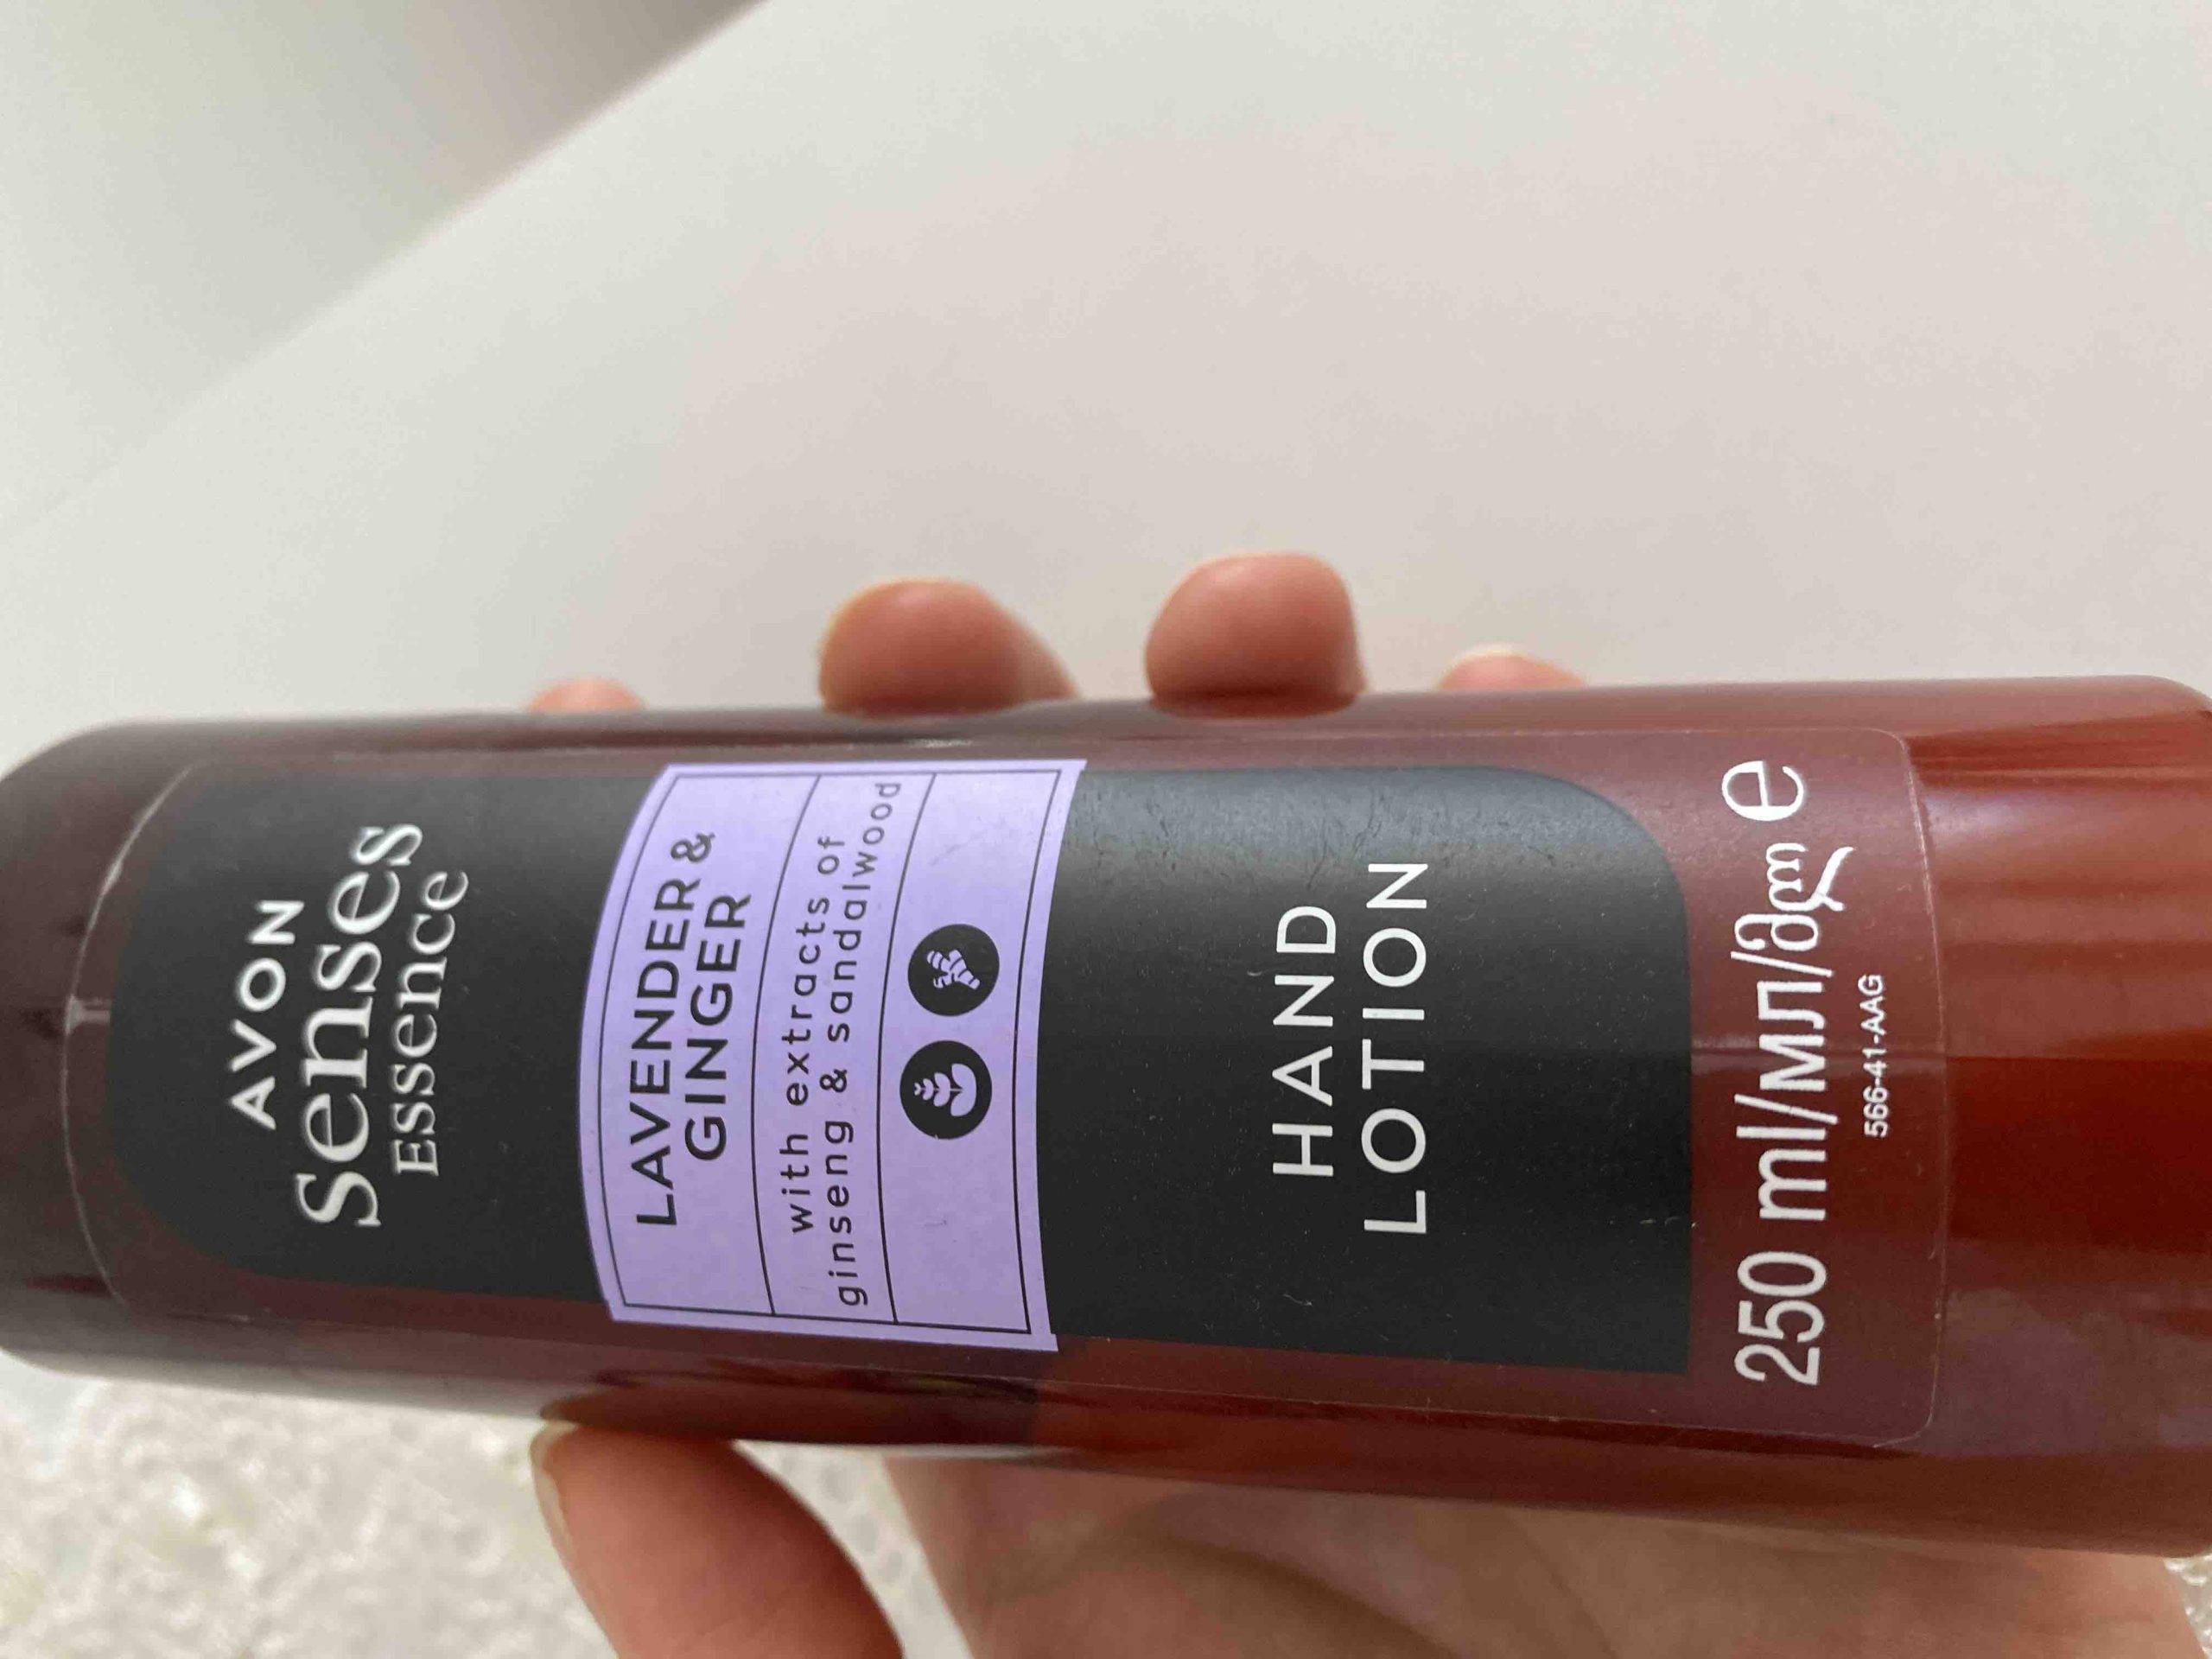 AVON
senses
ESSENCE
LAVENDER &
GINGER
with extracts of
ginseng & sandalwood
HAND
LOTION
250 ml/мл/მლ e
566-41-AAG